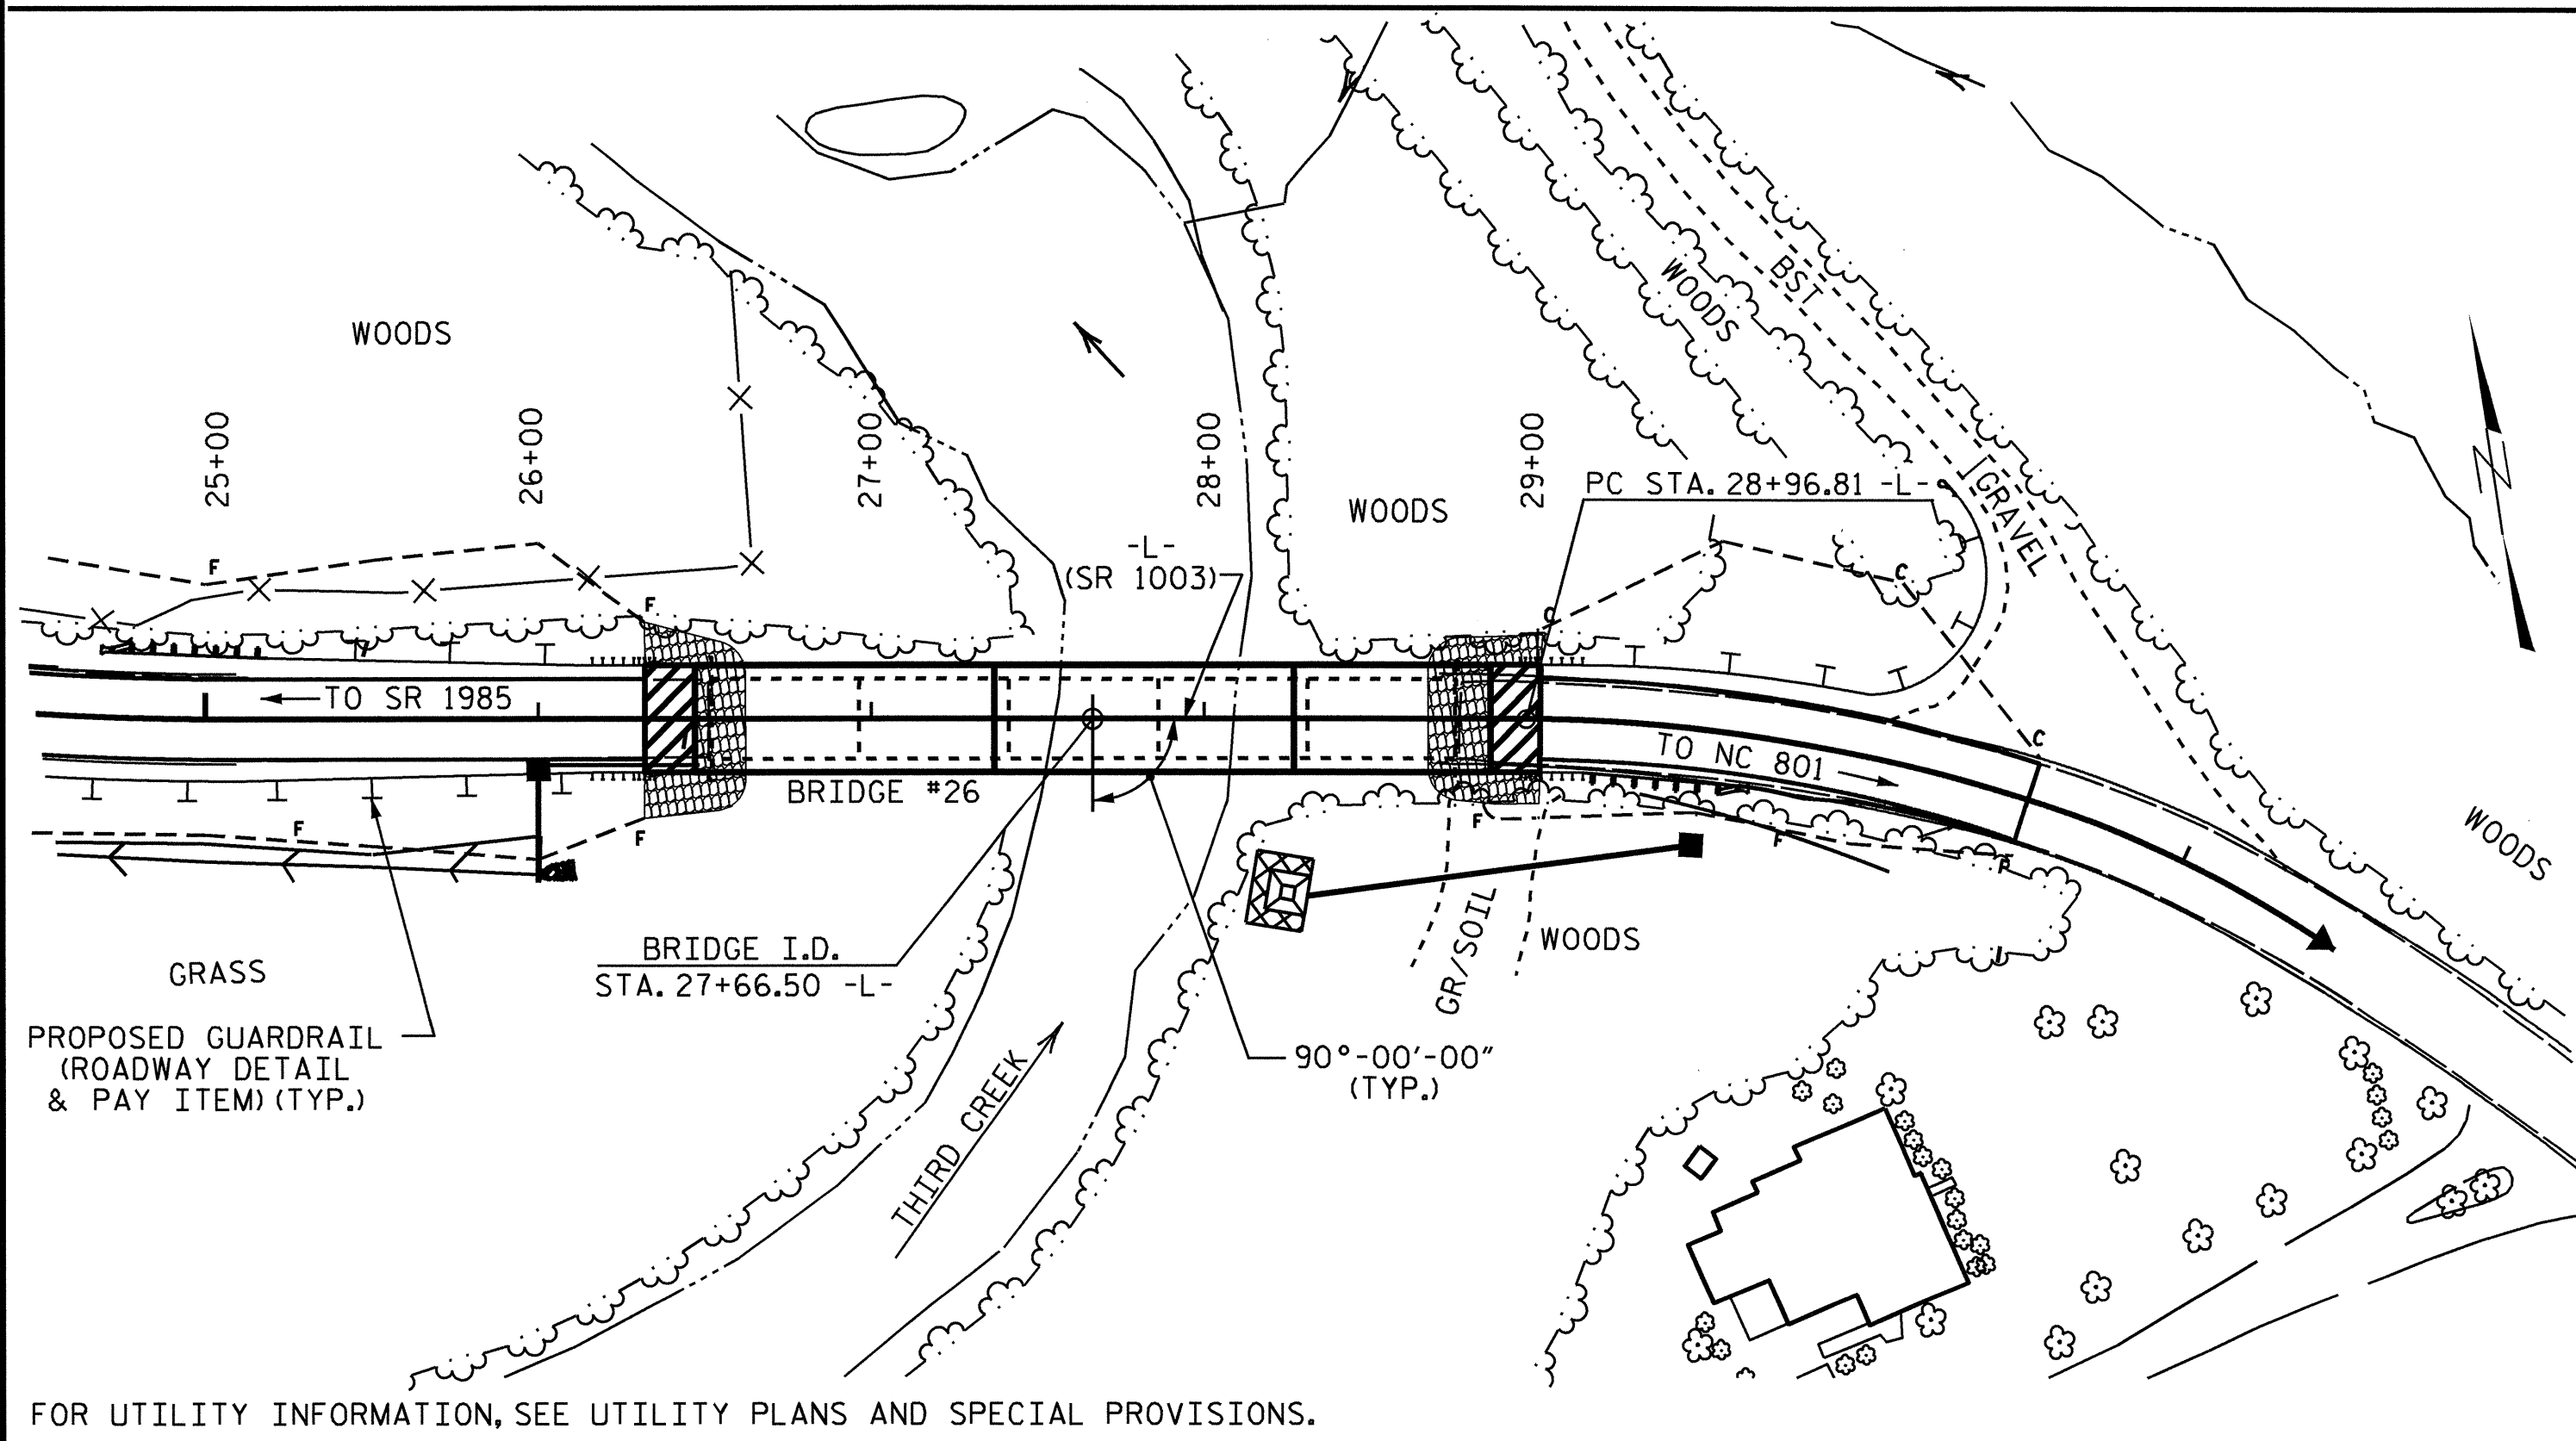 WOODS
WOODS
BST
25+00
26+00
27+00
28+00
29+00
PC STA. 28+96.81 -L-
GRAVEL
N
WOODS
-L-
(SR 1003)
F
F
C
C
TO SR 1985
TO NC 801
C
BRIDGE #26
F
F
F
F
F
WOODS
BRIDGE I.D.
STA. 27+66.50 -L-
GR/SOIL
WOODS
GRASS
PROPOSED GUARDRAIL
(ROADWAY DETAIL
& PAY ITEM) (TYP.)
THIRD CREEK
90°-00'-00"
(TYP.)
FOR UTILITY INFORMATION, SEE UTILITY PLANS AND SPECIAL PROVISIONS.